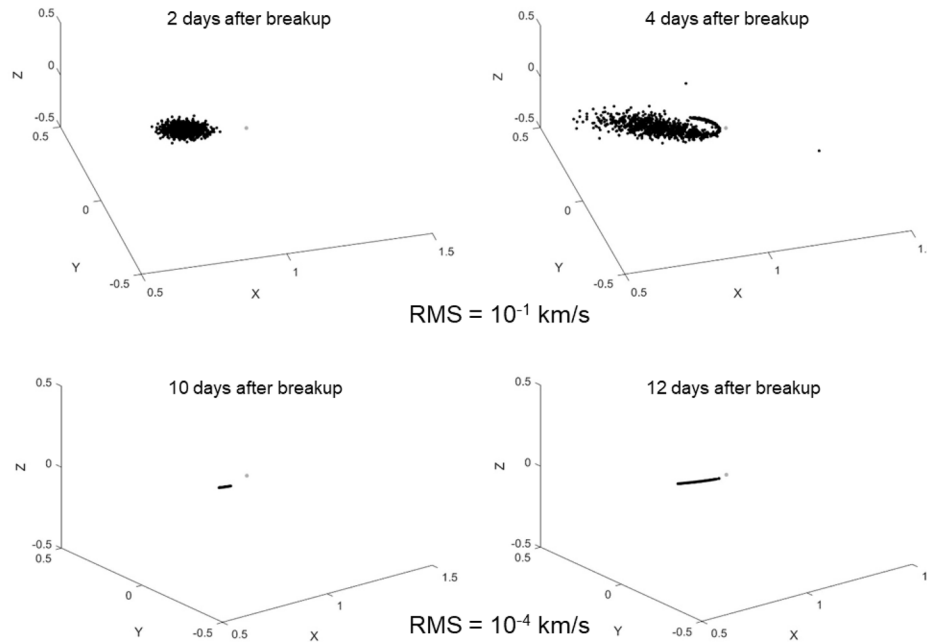 2 days after breakup
4 days after breakup
0.5
0
-0.5
Z
0.5
0
-0.5
Y
0.5
1
1.5
X
0.5
0
-0.5
Z
0.5
0
-0.5
Y
0.5
1
1.
X
RMS = 10⁻¹ km/s
10 days after breakup
12 days after breakup
0.5
0
-0.5
Z
0.5
0
-0.5
Y
0.5
1
1.5
X
0.5
0
-0.5
Z
0.5
0
-0.5
Y
0.5
1
1
X
RMS = 10⁻⁴ km/s